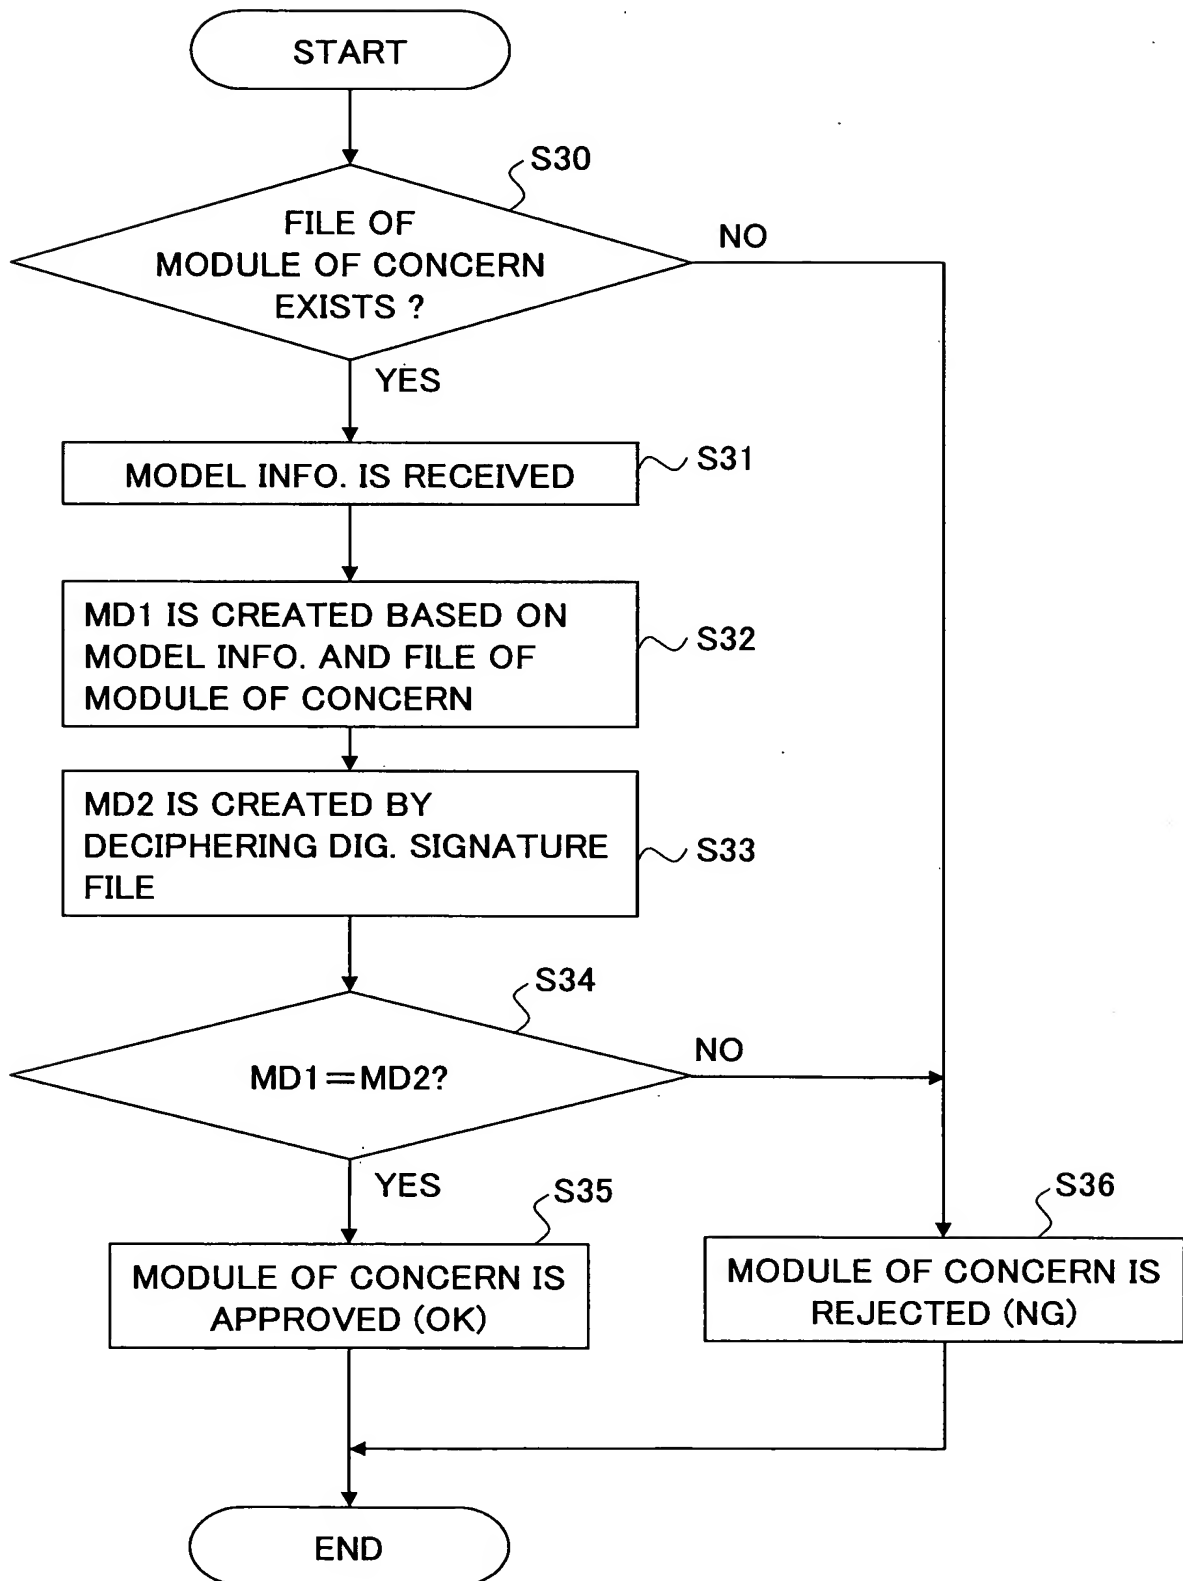 START
S30
FILE OF
MODULE OF CONCERN
EXISTS ?
NO
YES
MODEL INFO. IS RECEIVED
S31
MD1 IS CREATED BASED ON
MODEL INFO. AND FILE OF
MODULE OF CONCERN
S32
MD2 IS CREATED BY
DECIPHERING DIG. SIGNATURE
FILE
S33
S34
MD1=MD2?
NO
YES
S35
MODULE OF CONCERN IS
APPROVED (OK)
S36
MODULE OF CONCERN IS
REJECTED (NG)
END